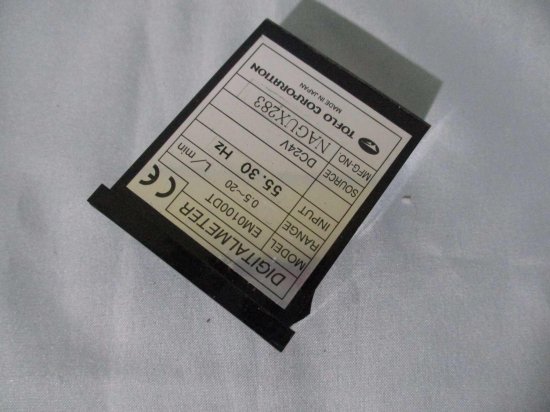 DIGITALMETER CE
MODEL EM0100DT
RANGE 0.5~20 L/min
INPUT 55.30 Hz
SOURCE DC24V
MFG-NO. NAGUX283
TOFLO CORPORATION
MADE IN JAPAN